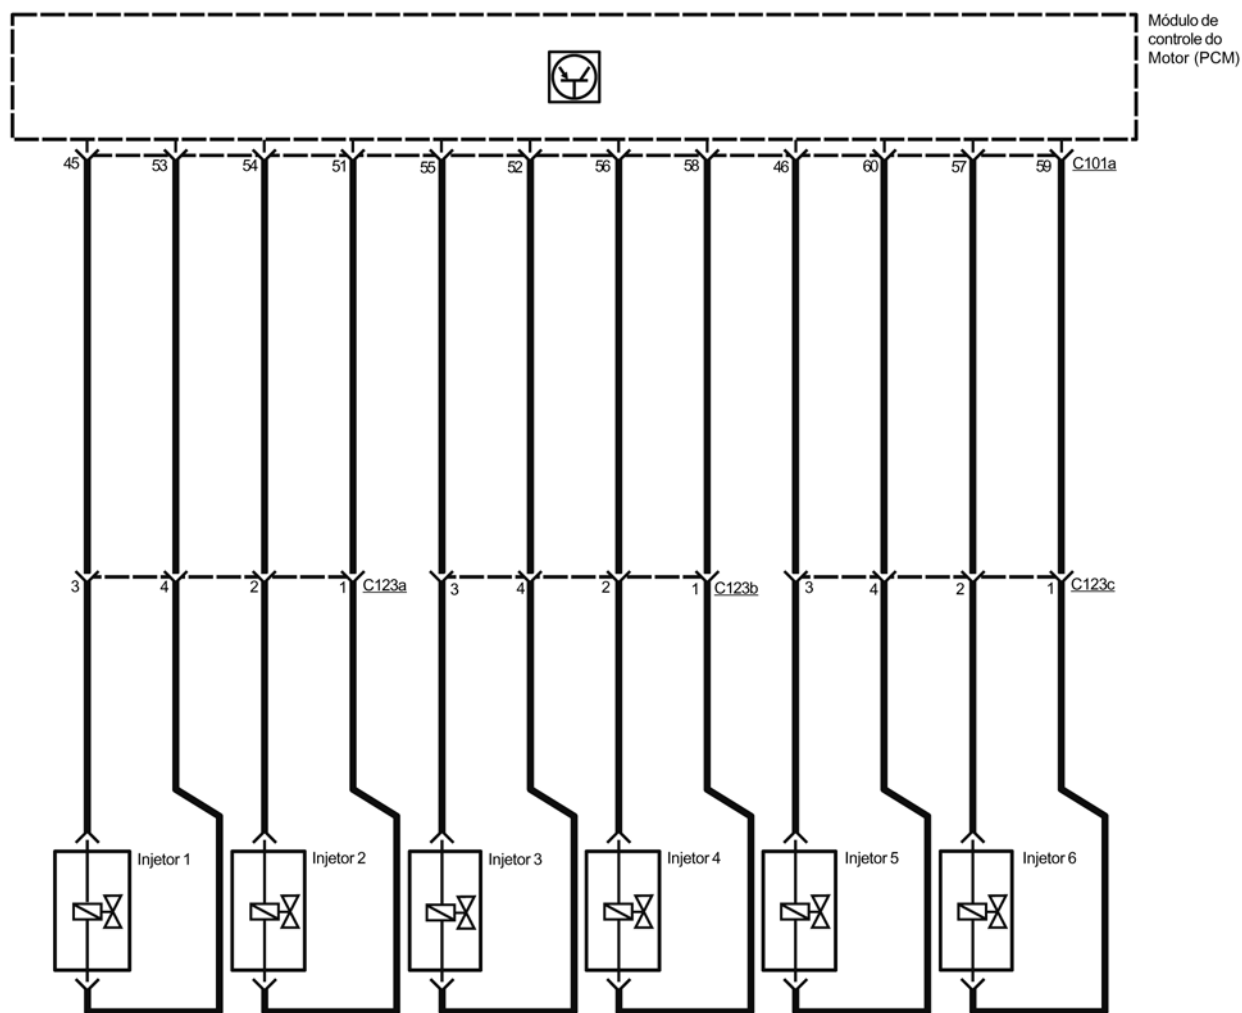 Módulo de
controle do
Motor (PCM)
45 53 54 51 55 52 56 58 46 60 57 59 C101a
3 4 2 1 C123a 3 4 2 1 C123b 3 4 2 1 C123c
Injetor 1 Injetor 2 Injetor 3 Injetor 4 Injetor 5 Injetor 6